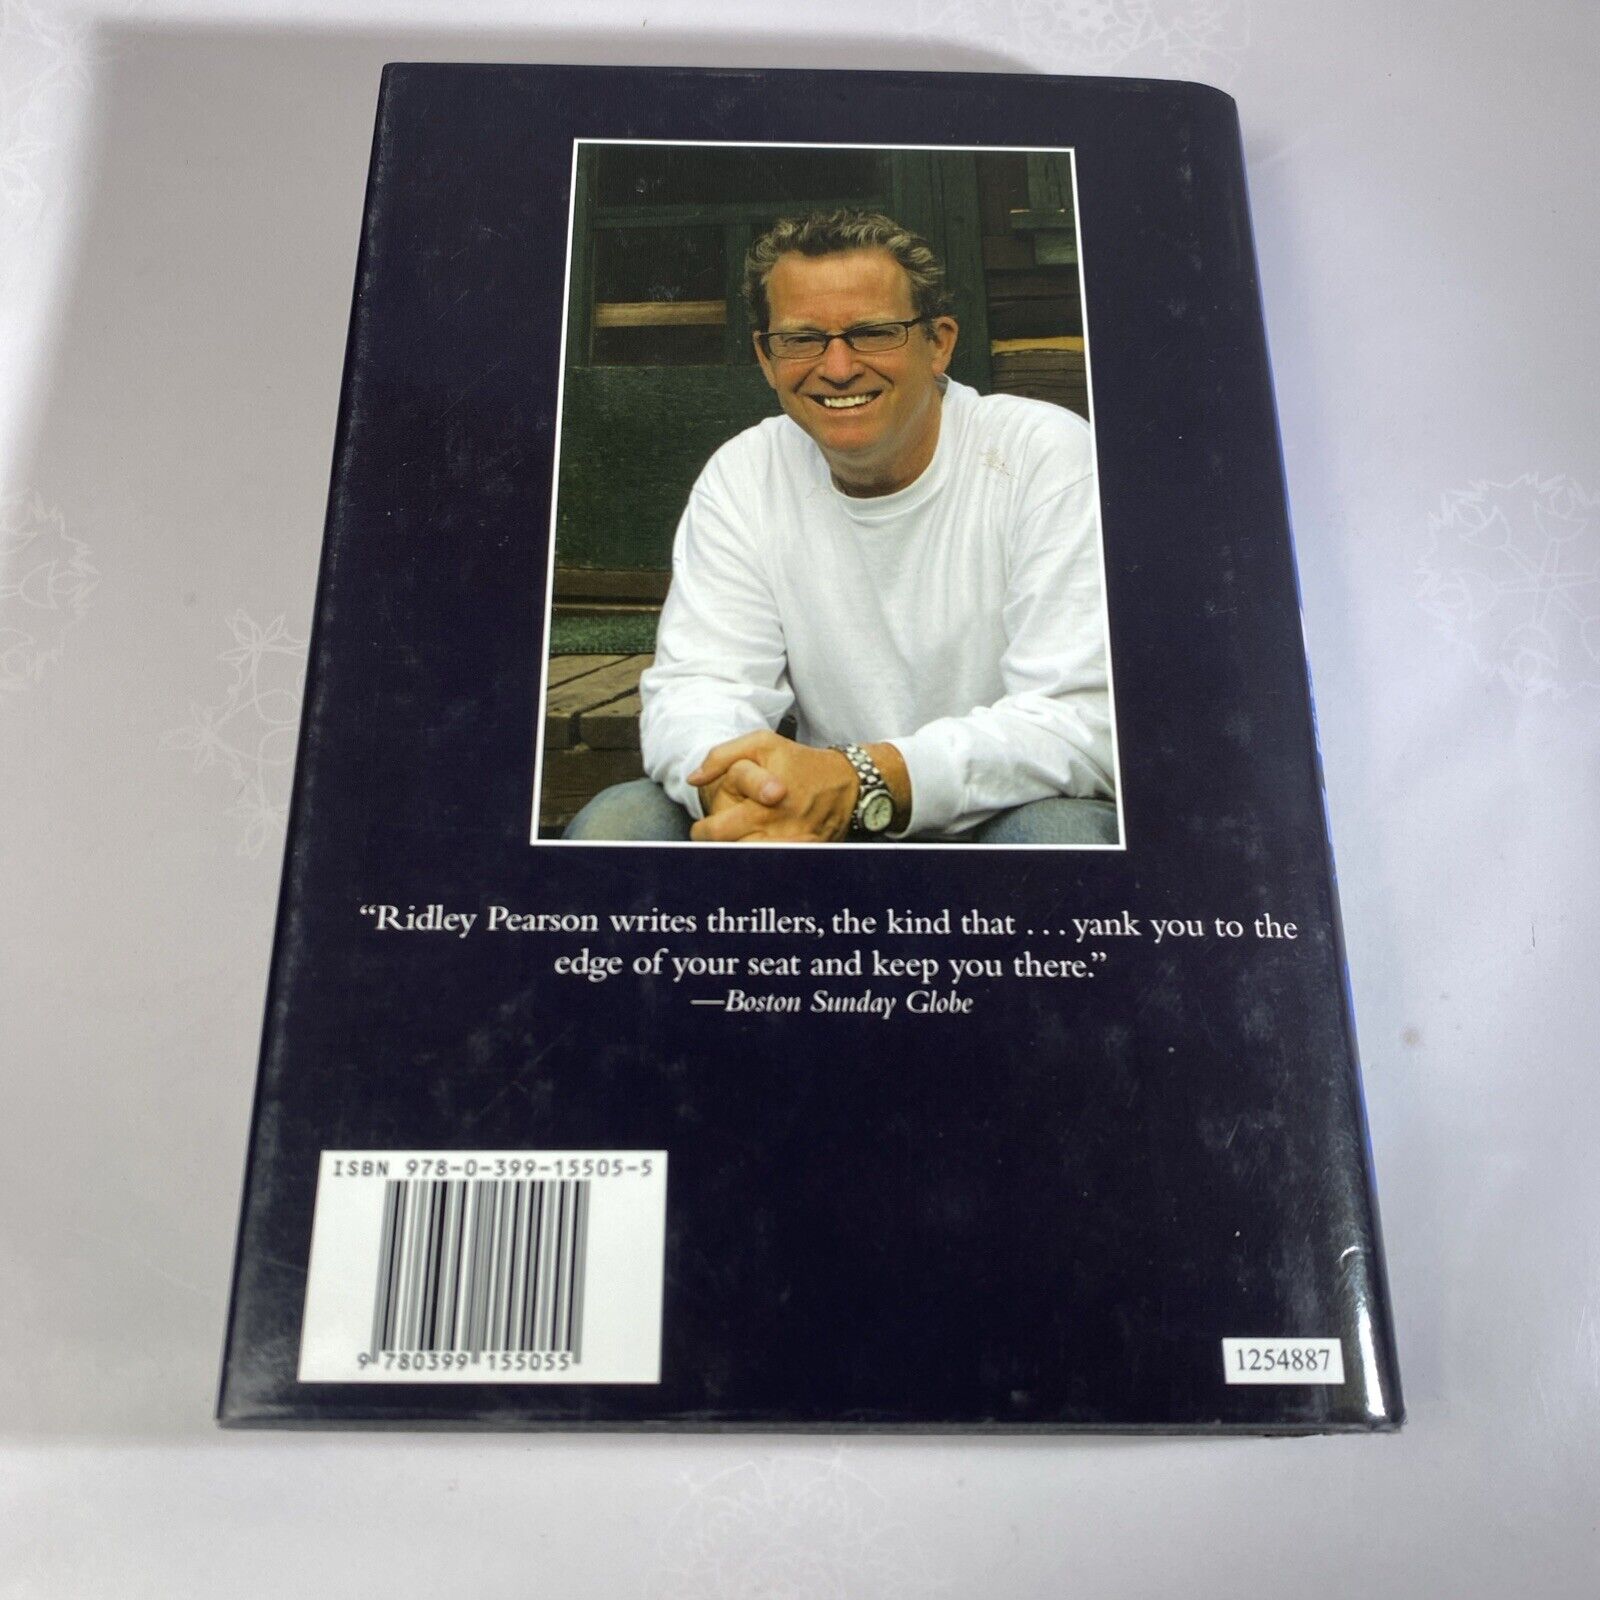 “Ridley Pearson writes thrillers, the kind that . . . yank you to the
edge of your seat and keep you there.”
—Boston Sunday Globe
ISBN 978-0-399-15505-5
9 780399 155055
1254887